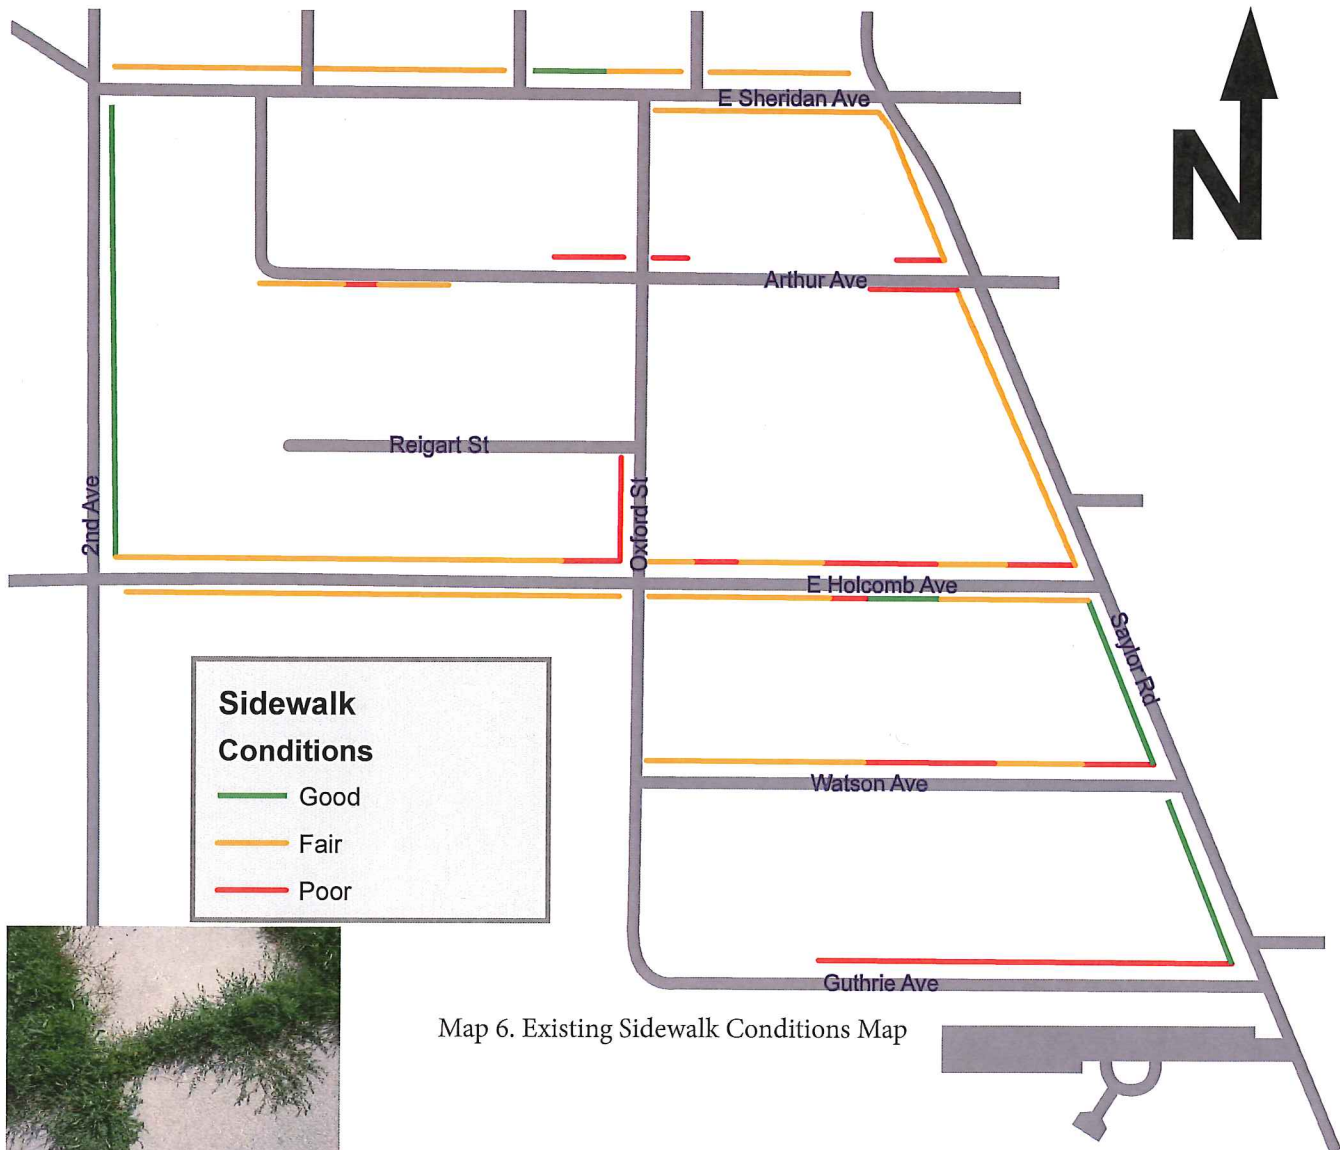 E Sheridan Ave
N
Arthur Ave
Reigart St
2nd Ave
Oxford St
E Holcomb Ave
Saylor Rd
Sidewalk
Conditions
Good
Fair
Poor
Watson Ave
Guthrie Ave
Map 6. Existing Sidewalk Conditions Map